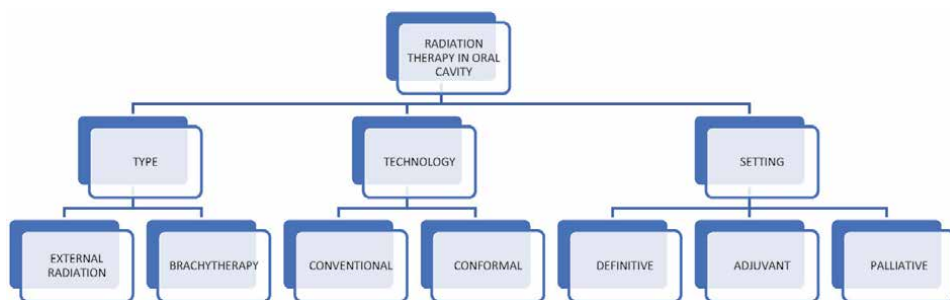 RADIATION
THERAPY IN ORAL
CAVITY
TYPE
TECHNOLOGY
SETTING
EXTERNAL
RADIATION
BRACHYTHERAPY
CONVENTIONAL
CONFORMAL
DEFINITIVE
ADJUVANT
PALLIATIVE